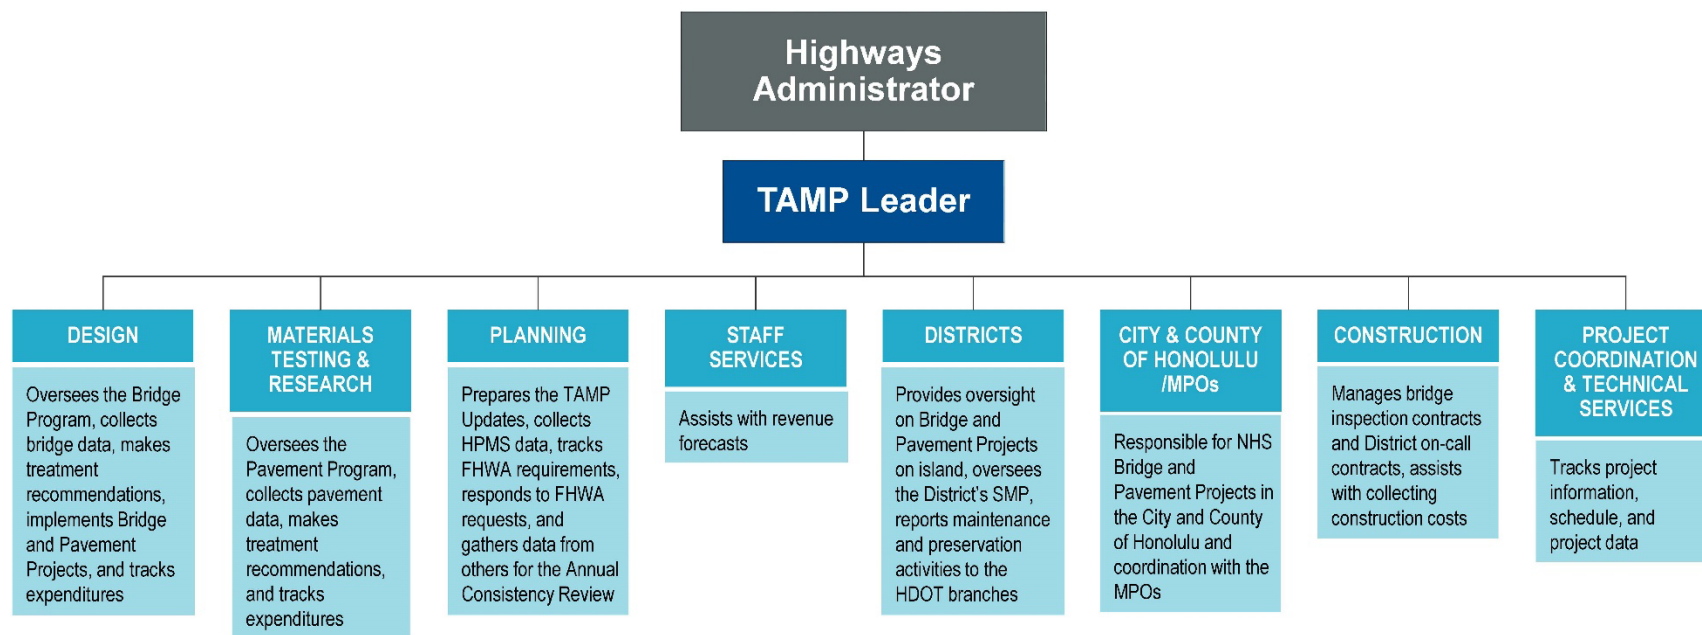 Highways
Administrator
TAMP Leader
DESIGN
Oversees the Bridge
Program, collects
bridge data, makes
treatment
recommendations,
implements Bridge
and Pavement
Projects, and tracks
expenditures
MATERIALS
TESTING &
RESEARCH
Oversees the
Pavement Program,
collects pavement
data, makes
treatment
recommendations,
and tracks
expenditures
PLANNING
Prepares the TAMP
Updates, collects
HPMS data, tracks
FHWA requirements,
responds to FHWA
requests, and
gathers data from
others for the Annual
Consistency Review
STAFF
SERVICES
Assists with revenue
forecasts
DISTRICTS
Provides oversight
on Bridge and
Pavement Projects
on island, oversees
the District's SMP,
reports maintenance
and preservation
activities to the
HDOT branches
CITY & COUNTY
OF HONOLULU
/MPOs
Responsible for NHS
Bridge and
Pavement Projects in
the City and County
of Honolulu and
coordination with the
MPOs
CONSTRUCTION
Manages bridge
inspection contracts
and District on-call
contracts, assists
with collecting
construction costs
PROJECT
COORDINATION
& TECHNICAL
SERVICES
Tracks project
information,
schedule, and
project data